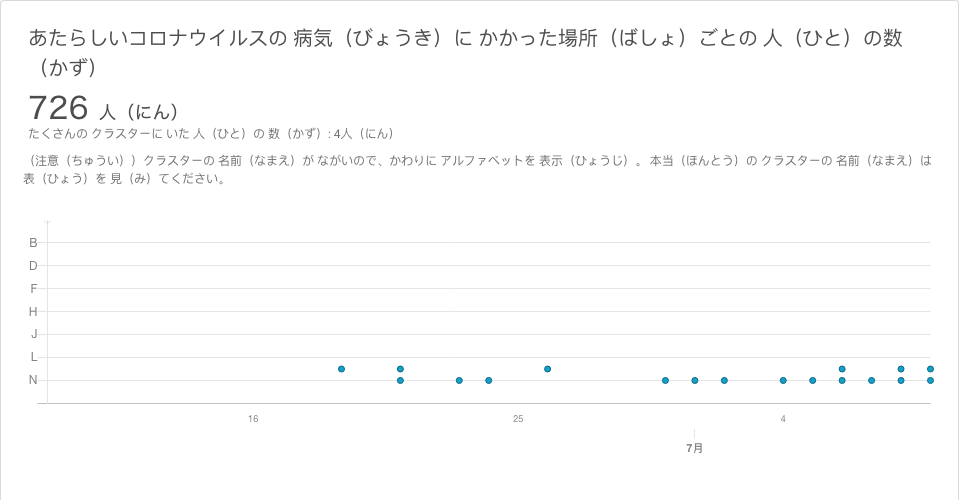 あたらしいコロナウイルスの 病気（びょうき）に かかった場所（ばしょ）ごとの 人（ひと）の数
（かず）
726 人（にん）
たくさんの クラスターに いた 人（ひと）の 数（かず）: 4人（にん）
（注意（ちゅうい））クラスターの 名前（なまえ）が ながいので、かわりに アルファベットを 表示（ひょうじ）。 本当（ほんとう）の クラスターの 名前（なまえ）は
表（ひょう）を 見（み）てください。
B
D
F
H
J
L
N
16
25
4
7月